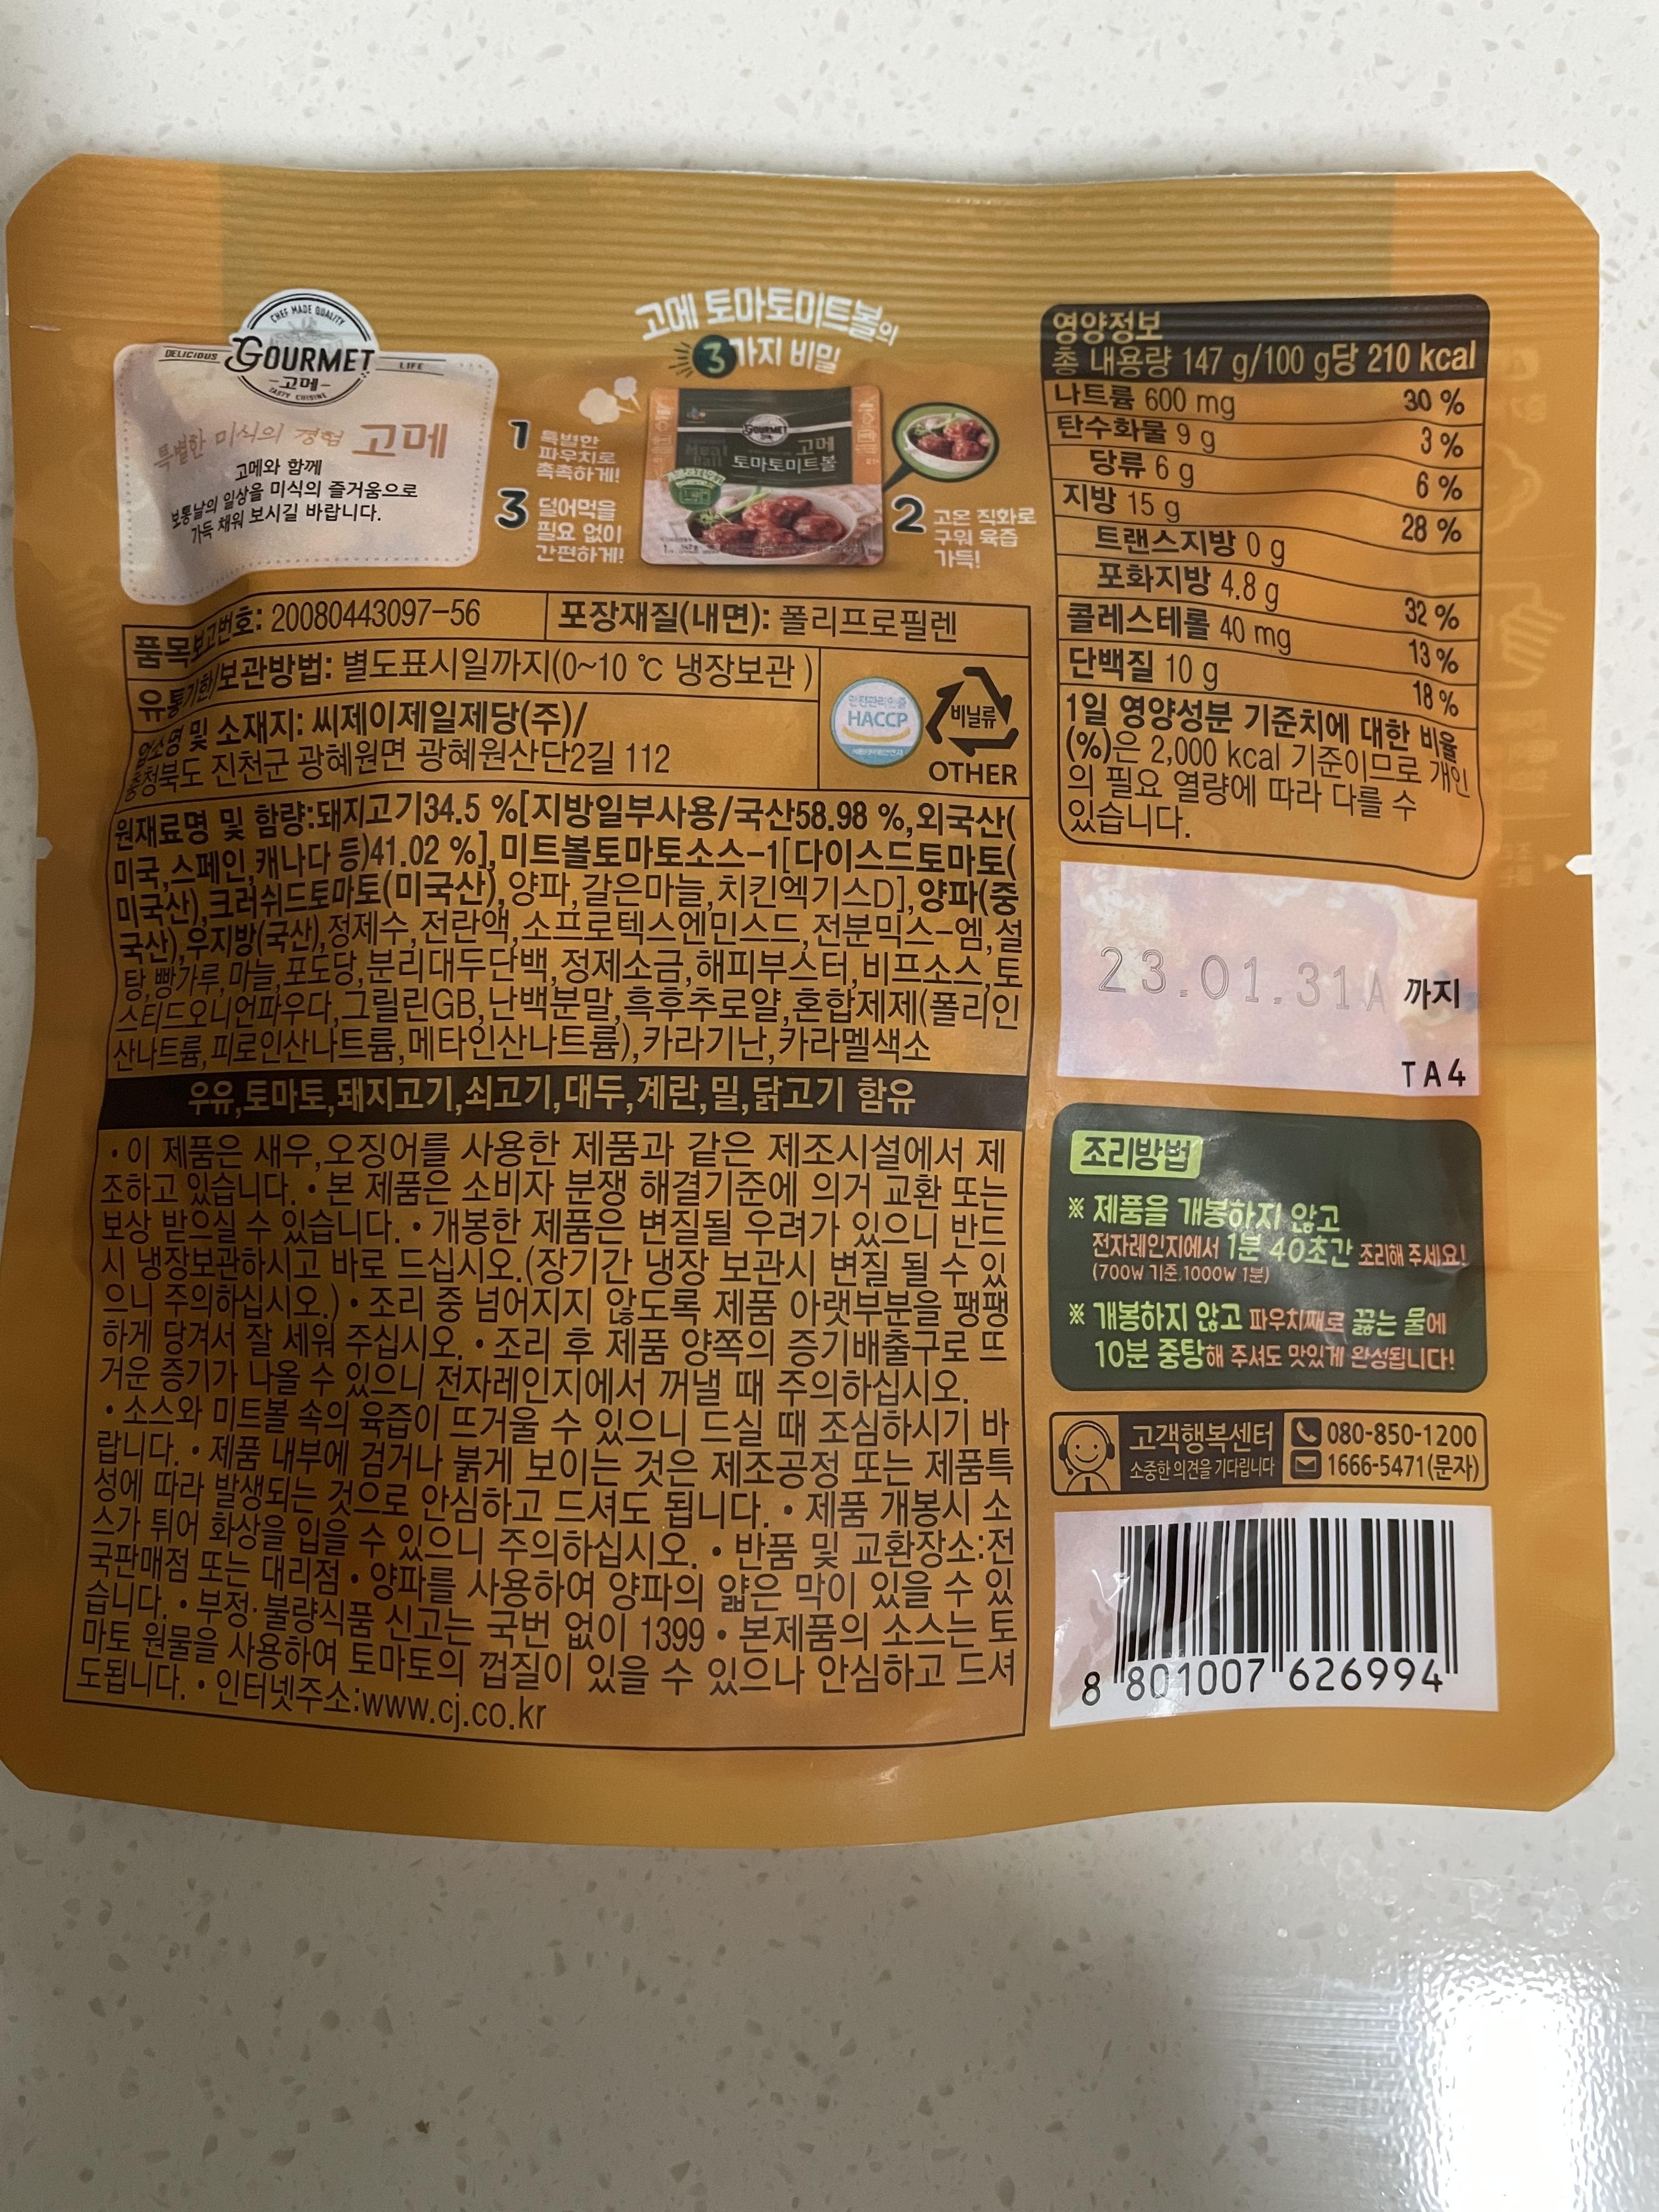 CHEF MADE QUALITY
DELICIOUS GOURMET LIFE
-고메-
TASTY CUISINE
특별한 미식의 경험 고메
고메와 함께
보통날의 일상을 미식의 즐거움으로
가득 채워 보시길 바랍니다.
고메 토마토미트볼의
3가지 비밀
1 특별한
파우치로
촉촉하게!
3 덜어먹을
필요 없이
간편하게!
GOURMET
고메
토마토미트볼
2 고온 직화로
구워 육즙
가득!
품목보고번호: 20080443097-56
포장재질(내면): 폴리프로필렌
유통기한/보관방법: 별도표시일까지(0~10 ℃ 냉장보관)
업소명 및 소재지: 씨제이제일제당(주)/
충청북도 진천군 광혜원면 광혜원산단2길 112
안전관리인증
HACCP
비닐류
OTHER
원재료명 및 함량:돼지고기34.5 %[지방일부사용/국산58.98 %,외국산(
미국,스페인,캐나다 등)41.02 %],미트볼토마토소스-1[다이스드토마토(
미국산),크러쉬드토마토(미국산),양파,갈은마늘,치킨엑기스D],양파(중
국산),우지방(국산),정제수,전란액,소프로텍스엔민스드,전분믹스-엠,설
탕,빵가루,마늘,포도당,분리대두단백,정제소금,해피부스터,비프소스,토
스티드오니언파우다,그릴린GB,난백분말,흑후추로얄,혼합제제(폴리인
산나트륨,피로인산나트륨,메타인산나트륨),카라기난,카라멜색소
우유,토마토,돼지고기,쇠고기,대두,계란,밀,닭고기 함유
• 이 제품은 새우,오징어를 사용한 제품과 같은 제조시설에서 제
조하고 있습니다. • 본 제품은 소비자 분쟁 해결기준에 의거 교환 또는
보상 받으실 수 있습니다. • 개봉한 제품은 변질될 우려가 있으니 반드
시 냉장보관하시고 바로 드십시오.(장기간 냉장 보관시 변질 될 수 있
으니 주의하십시오.) • 조리 중 넘어지지 않도록 제품 아랫부분을 팽팽
하게 당겨서 잘 세워 주십시오. • 조리 후 제품 양쪽의 증기배출구로 뜨
거운 증기가 나올 수 있으니 전자레인지에서 꺼낼 때 주의하십시오.
• 소스와 미트볼 속의 육즙이 뜨거울 수 있으니 드실 때 조심하시기 바
랍니다. • 제품 내부에 검거나 붉게 보이는 것은 제조공정 또는 제품특
성에 따라 발생되는 것으로 안심하고 드셔도 됩니다. • 제품 개봉시 소
스가 튀어 화상을 입을 수 있으니 주의하십시오. • 반품 및 교환장소:전
국판매점 또는 대리점 • 양파를 사용하여 양파의 얇은 막이 있을 수 있
습니다. • 부정·불량식품 신고는 국번 없이 1399 • 본제품의 소스는 토
마토 원물을 사용하여 토마토의 껍질이 있을 수 있으나 안심하고 드셔
도됩니다. • 인터넷주소:www.cj.co.kr
영양정보
총 내용량 147 g/100 g당 210 kcal
나트륨 600 mg 30 %
탄수화물 9 g 3 %
당류 6 g 6 %
지방 15 g 28 %
트랜스지방 0 g
포화지방 4.8 g 32 %
콜레스테롤 40 mg 13 %
단백질 10 g 18 %
1일 영양성분 기준치에 대한 비율
(%)은 2,000 kcal 기준이므로 개인
의 필요 열량에 따라 다를 수
있습니다.
23.01.31A 까지
TA4
조리방법
※ 제품을 개봉하지 않고
전자레인지에서 1분 40초간 조리해 주세요!
(700W 기준,1000W 1분)
※ 개봉하지 않고 파우치째로 끓는 물에
10분 중탕해 주셔도 맛있게 완성됩니다!
고객행복센터 080-850-1200
소중한 의견을 기다립니다 1666-5471(문자)
8 801007 626994